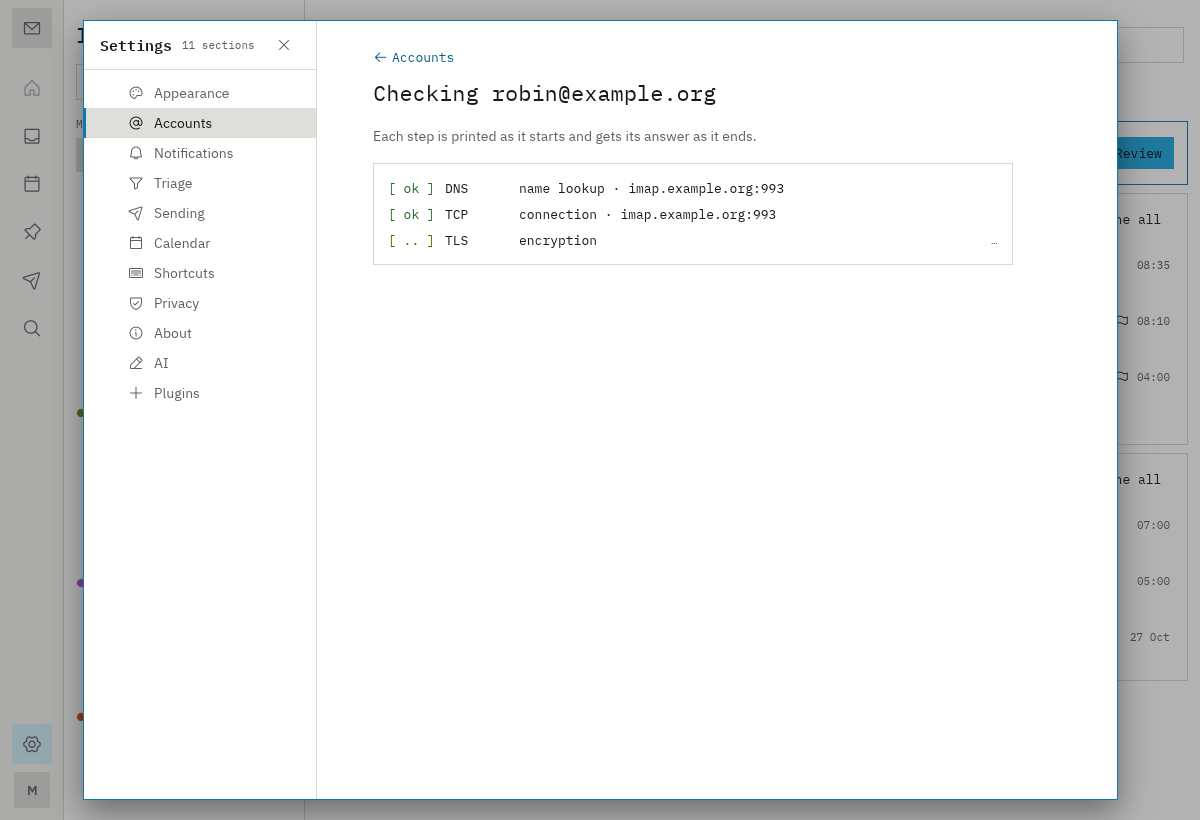 Settings 11 sections
Appearance
Accounts
Notifications
Triage
Sending
Calendar
Shortcuts
Privacy
About
AI
Plugins
← Accounts
Checking robin@example.org
Each step is printed as it starts and gets its answer as it ends.
[ ok ] DNS name lookup · imap.example.org:993
[ ok ] TCP connection · imap.example.org:993
[ .. ] TLS encryption …
Review
all
08:35
08:10
04:00
all
07:00
05:00
27 Oct
M